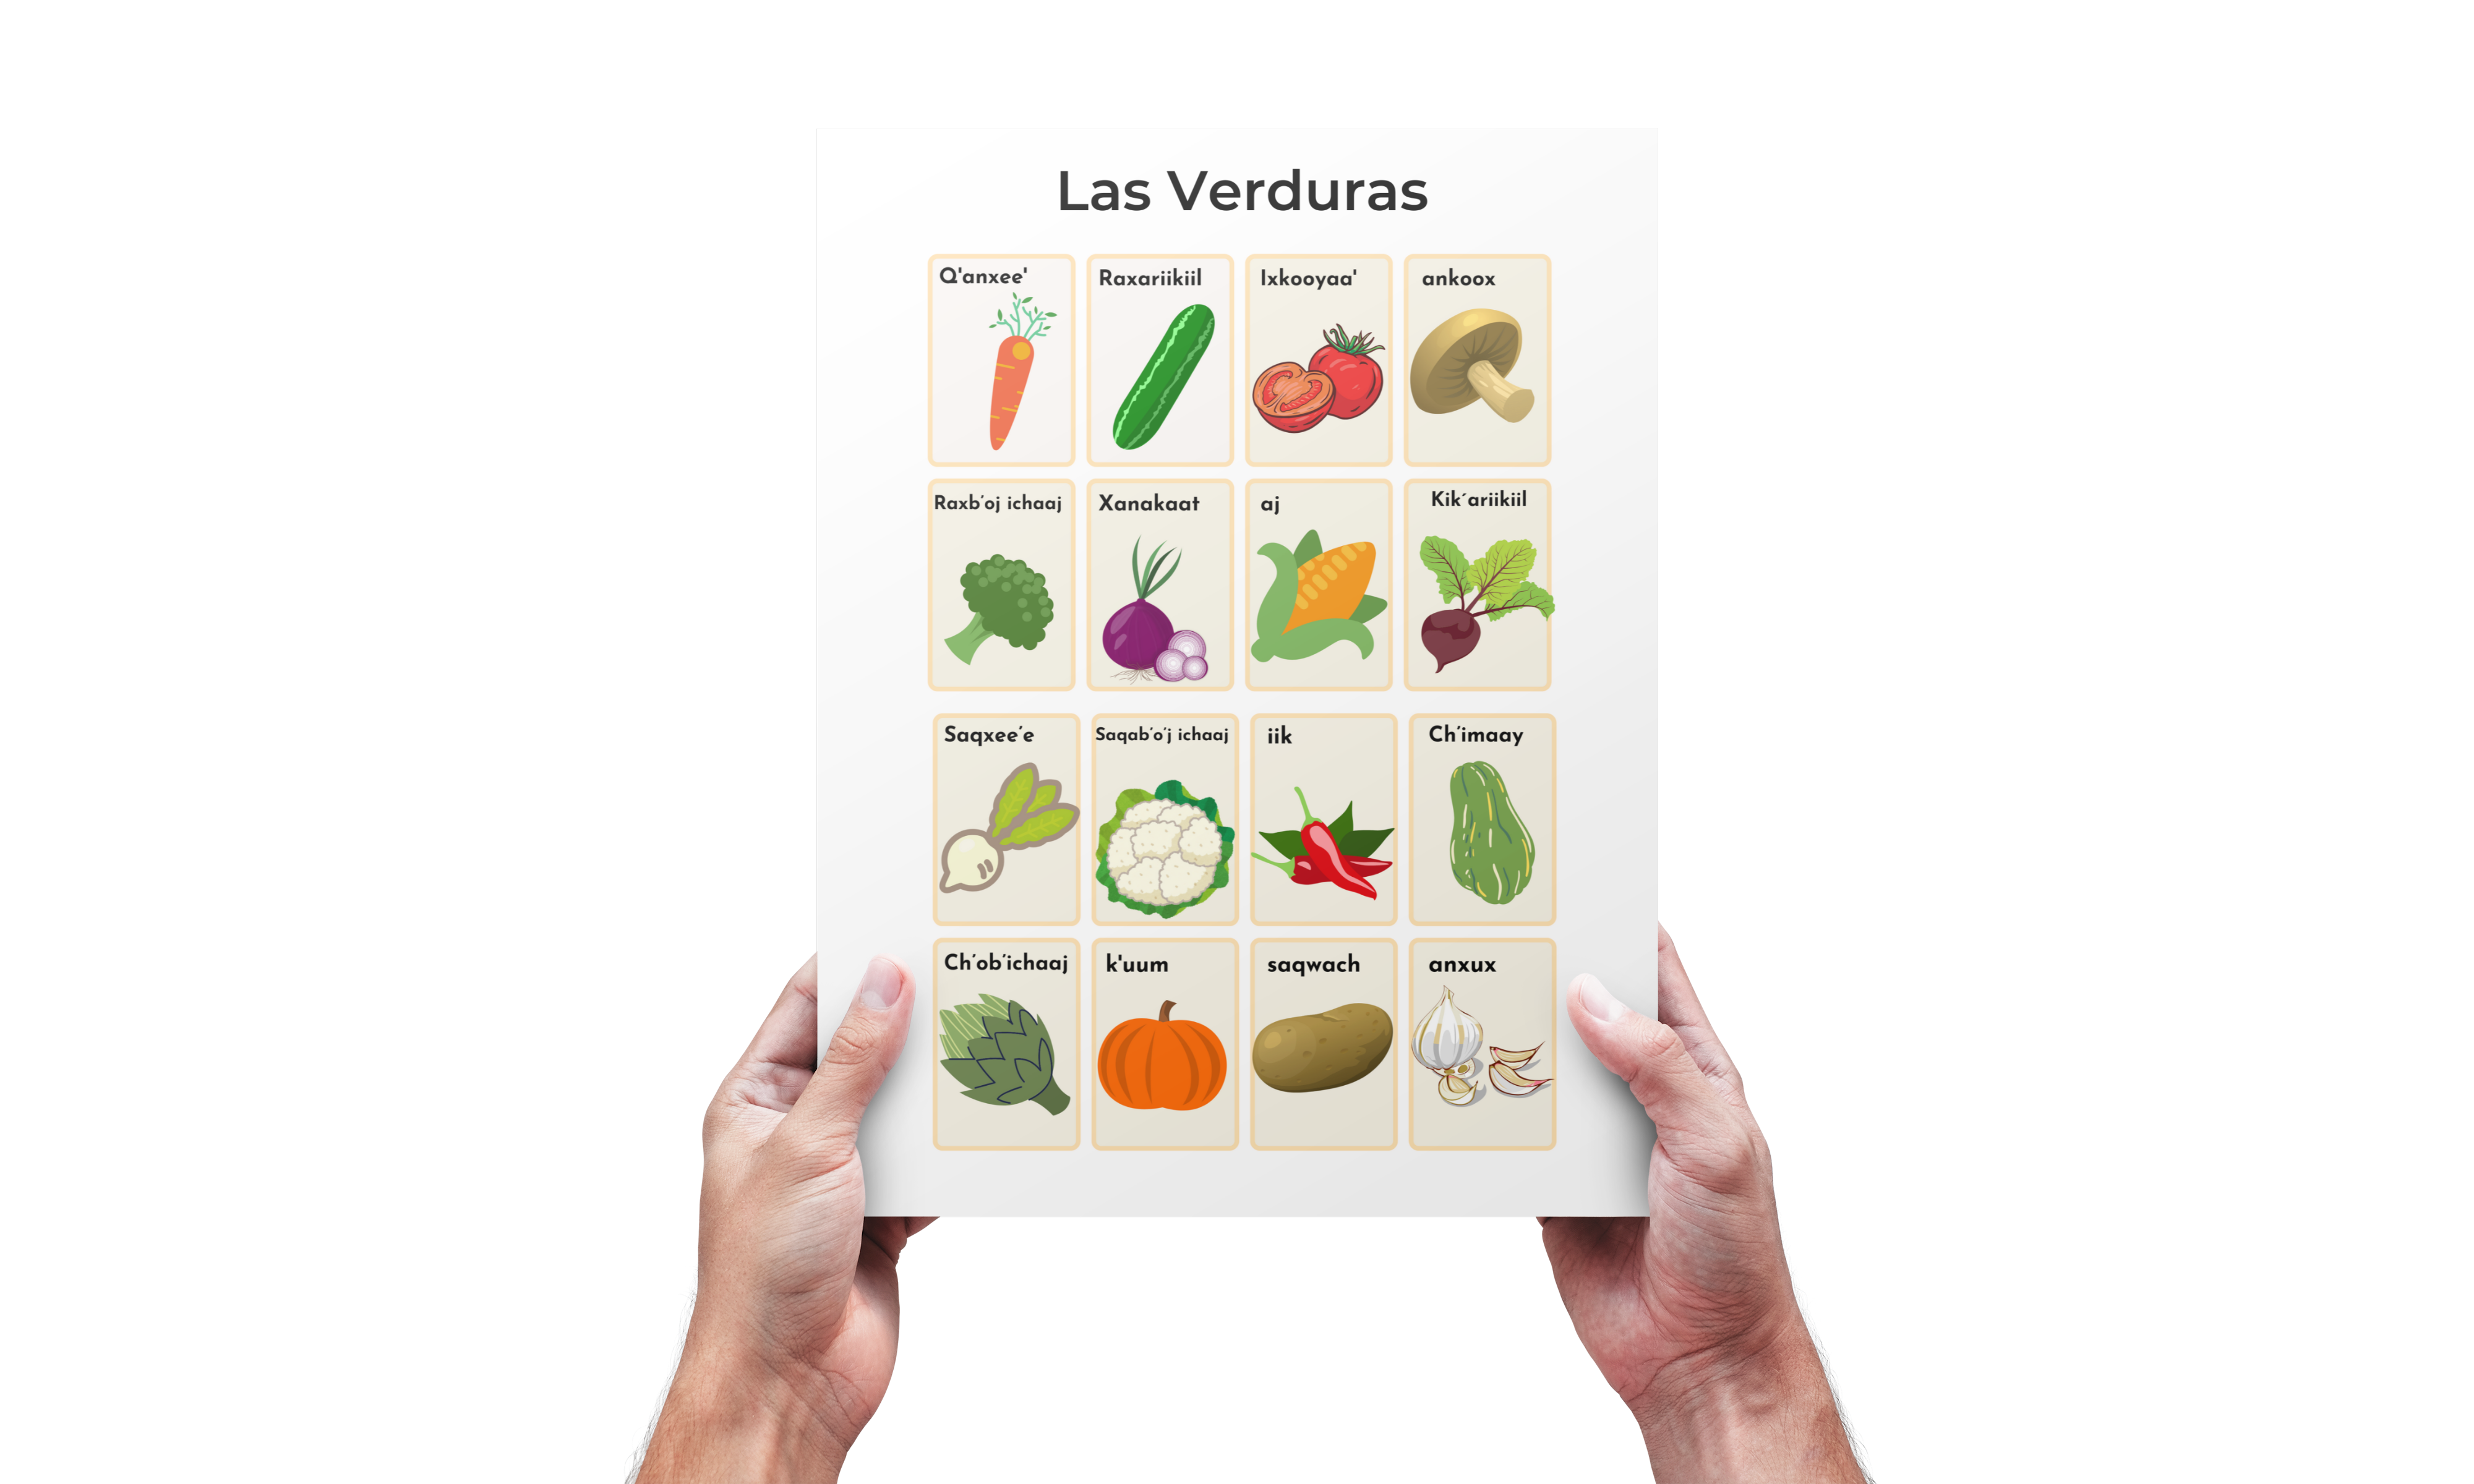 Las Verduras
Q'anxee'
Raxariikiil
Ixkooyaa'
ankoox
Raxb'oj ichaaj
Xanakaat
aj
Kik´ariikiil
Saqxee'e
Saqab'o'j ichaaj
iik
Ch'imaay
Ch'ob'ichaaj
k'uum
saqwach
anxux